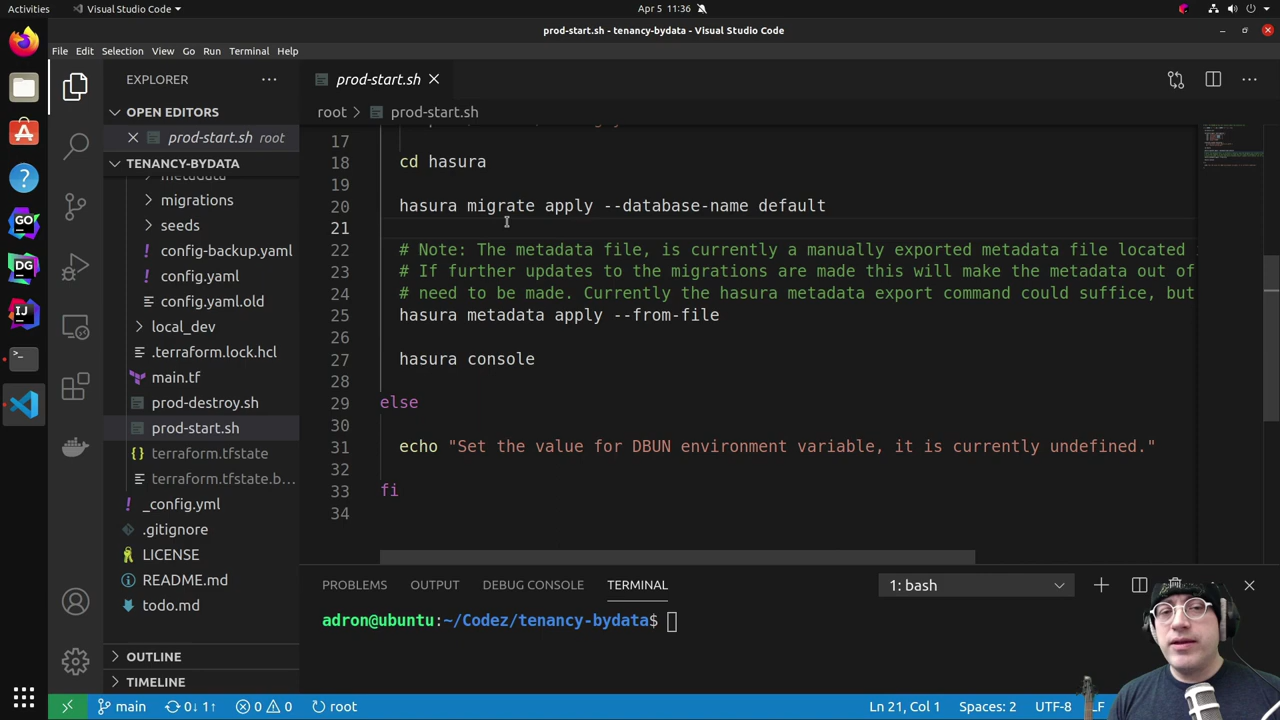 Activities
Visual Studio Code
Apr 5 11:36
prod-start.sh - tenancy-bydata - Visual Studio Code
File Edit Selection View Go Run Terminal Help
EXPLORER
OPEN EDITORS
prod-start.sh root
TENANCY-BYDATA
metadata
migrations
seeds
config-backup.yaml
config.yaml
config.yaml.old
local_dev
.terraform.lock.hcl
main.tf
prod-destroy.sh
prod-start.sh
terraform.tfstate
terraform.tfstate.b...
_config.yml
.gitignore
LICENSE
README.md
todo.md
OUTLINE
TIMELINE
prod-start.sh
root > prod-start.sh
17
18 cd hasura
19
20 hasura migrate apply --database-name default
21
22 # Note: The metadata file, is currently a manually exported metadata file located
23 # If further updates to the migrations are made this will make the metadata out of
24 # need to be made. Currently the hasura metadata export command could suffice, but
25 hasura metadata apply --from-file
26
27 hasura console
28
29 else
30
31 echo "Set the value for DBUN environment variable, it is currently undefined."
32
33 fi
34
PROBLEMS OUTPUT DEBUG CONSOLE TERMINAL
1: bash
adron@ubuntu:~/Codez/tenancy-bydata$
main 0↓ 1↑ 0 0 root
Ln 21, Col 1 Spaces: 2 UTF-8 LF